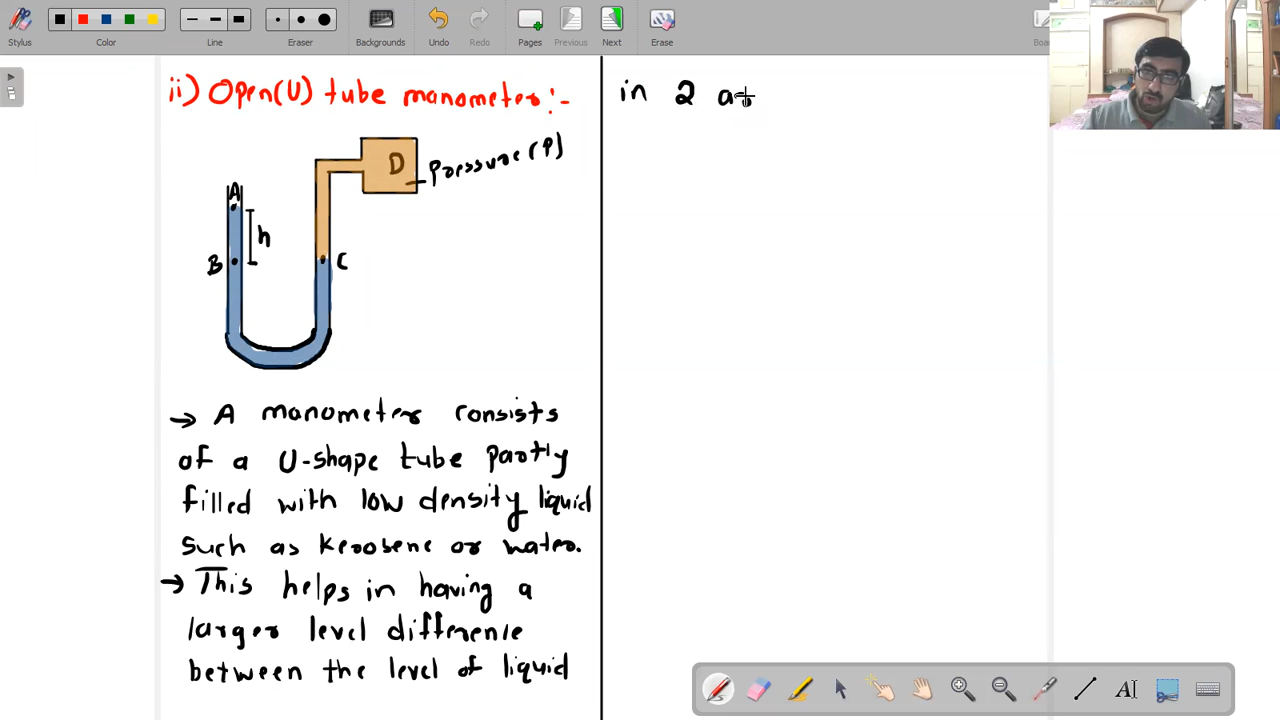 Stylus
Color
Line
Eraser
Backgrounds
Undo
Redo
Pages
Previous
Next
Erase
ii) Open(U) tube manometer:-
A
h
B
C
D
Pressure (P)
→ A manometer consists
of a U-shape tube partly
filled with low density liquid
such as Kerosene or water.
→ This helps in having a
larger level difference
between the level of liquid
in 2